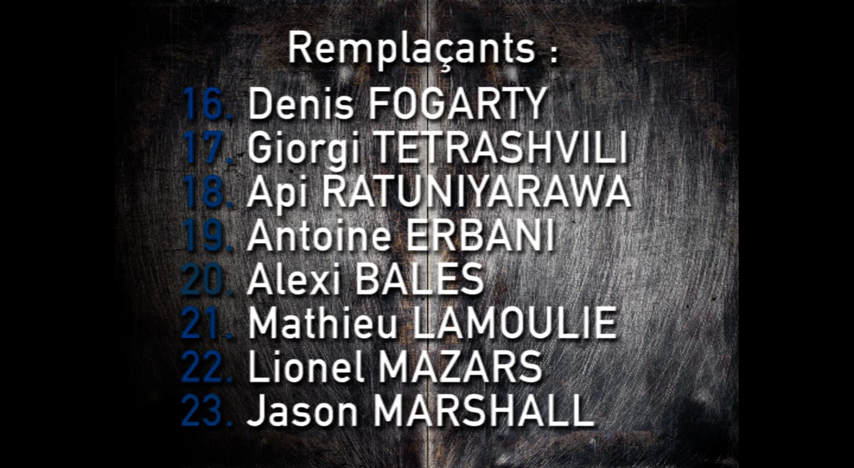 Remplaçants :
16. Denis FOGARTY
17. Giorgi TETRASHVILI
18. Api RATUNIYARAWA
19. Antoine ERBANI
20. Alexi BALES
21. Mathieu LAMOULIE
22. Lionel MAZARS
23. Jason MARSHALL